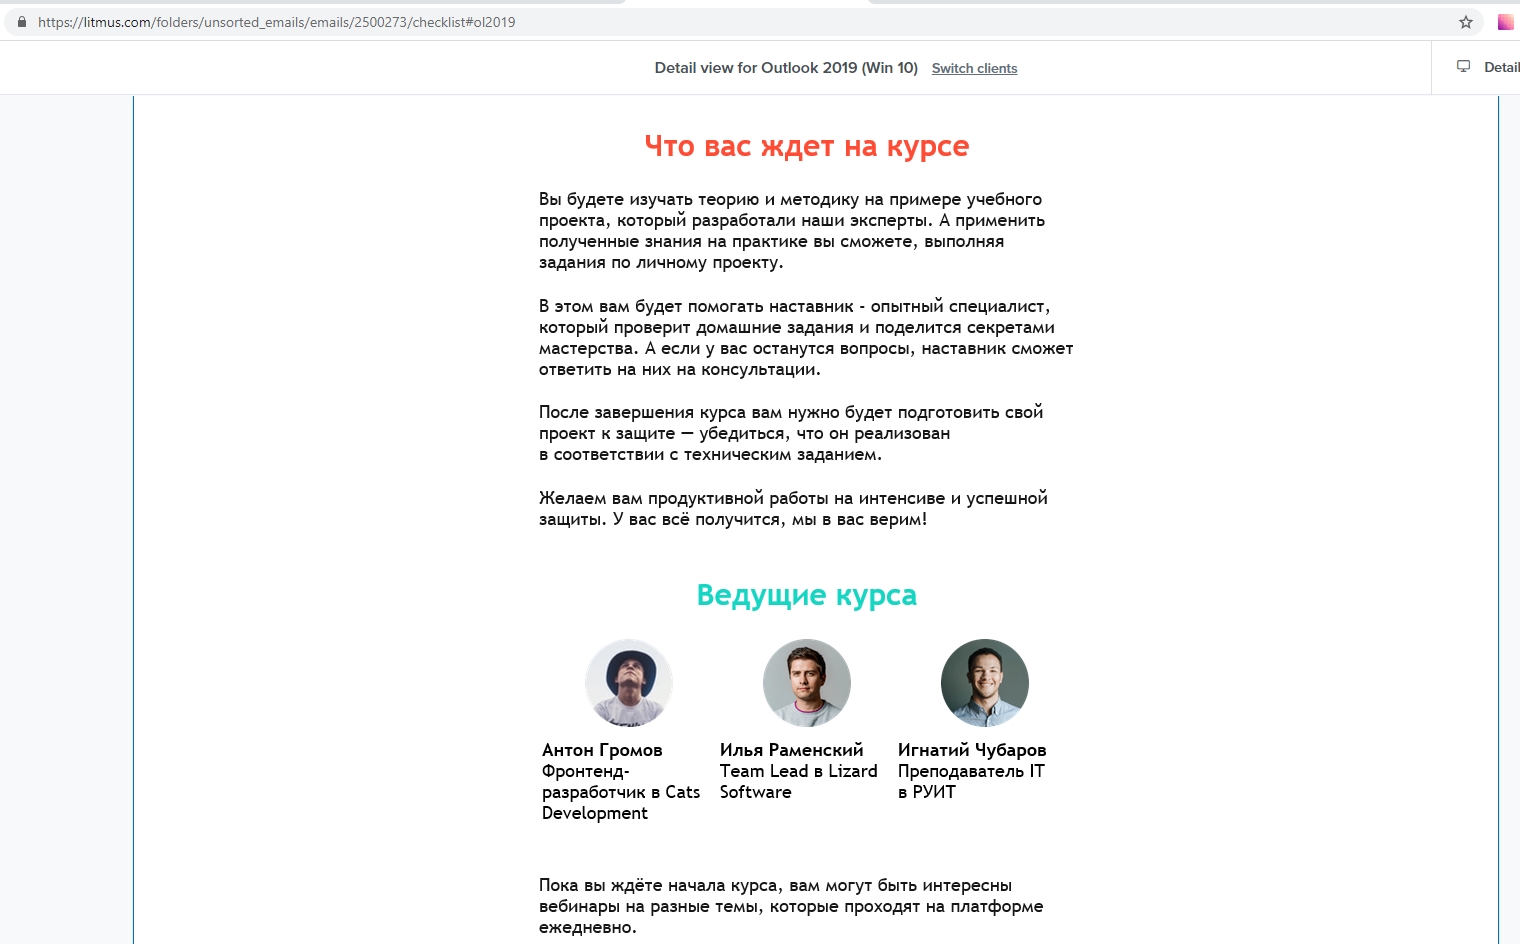 https://litmus.com/folders/unsorted_emails/emails/2500273/checklist#ol2019
Detail view for Outlook 2019 (Win 10) Switch clients
Detail
Что вас ждет на курсе
Вы будете изучать теорию и методику на примере учебного
проекта, который разработали наши эксперты. А применить
полученные знания на практике вы сможете, выполняя
задания по личному проекту.
В этом вам будет помогать наставник - опытный специалист,
который проверит домашние задания и поделится секретами
мастерства. А если у вас останутся вопросы, наставник сможет
ответить на них на консультации.
После завершения курса вам нужно будет подготовить свой
проект к защите — убедиться, что он реализован
в соответствии с техническим заданием.
Желаем вам продуктивной работы на интенсиве и успешной
защиты. У вас всё получится, мы в вас верим!
Ведущие курса
Антон Громов
Фронтенд-
разработчик в Cats
Development
Илья Раменский
Team Lead в Lizard
Software
Игнатий Чубаров
Преподаватель IT
в РУИТ
Пока вы ждёте начала курса, вам могут быть интересны
вебинары на разные темы, которые проходят на платформе
ежедневно.